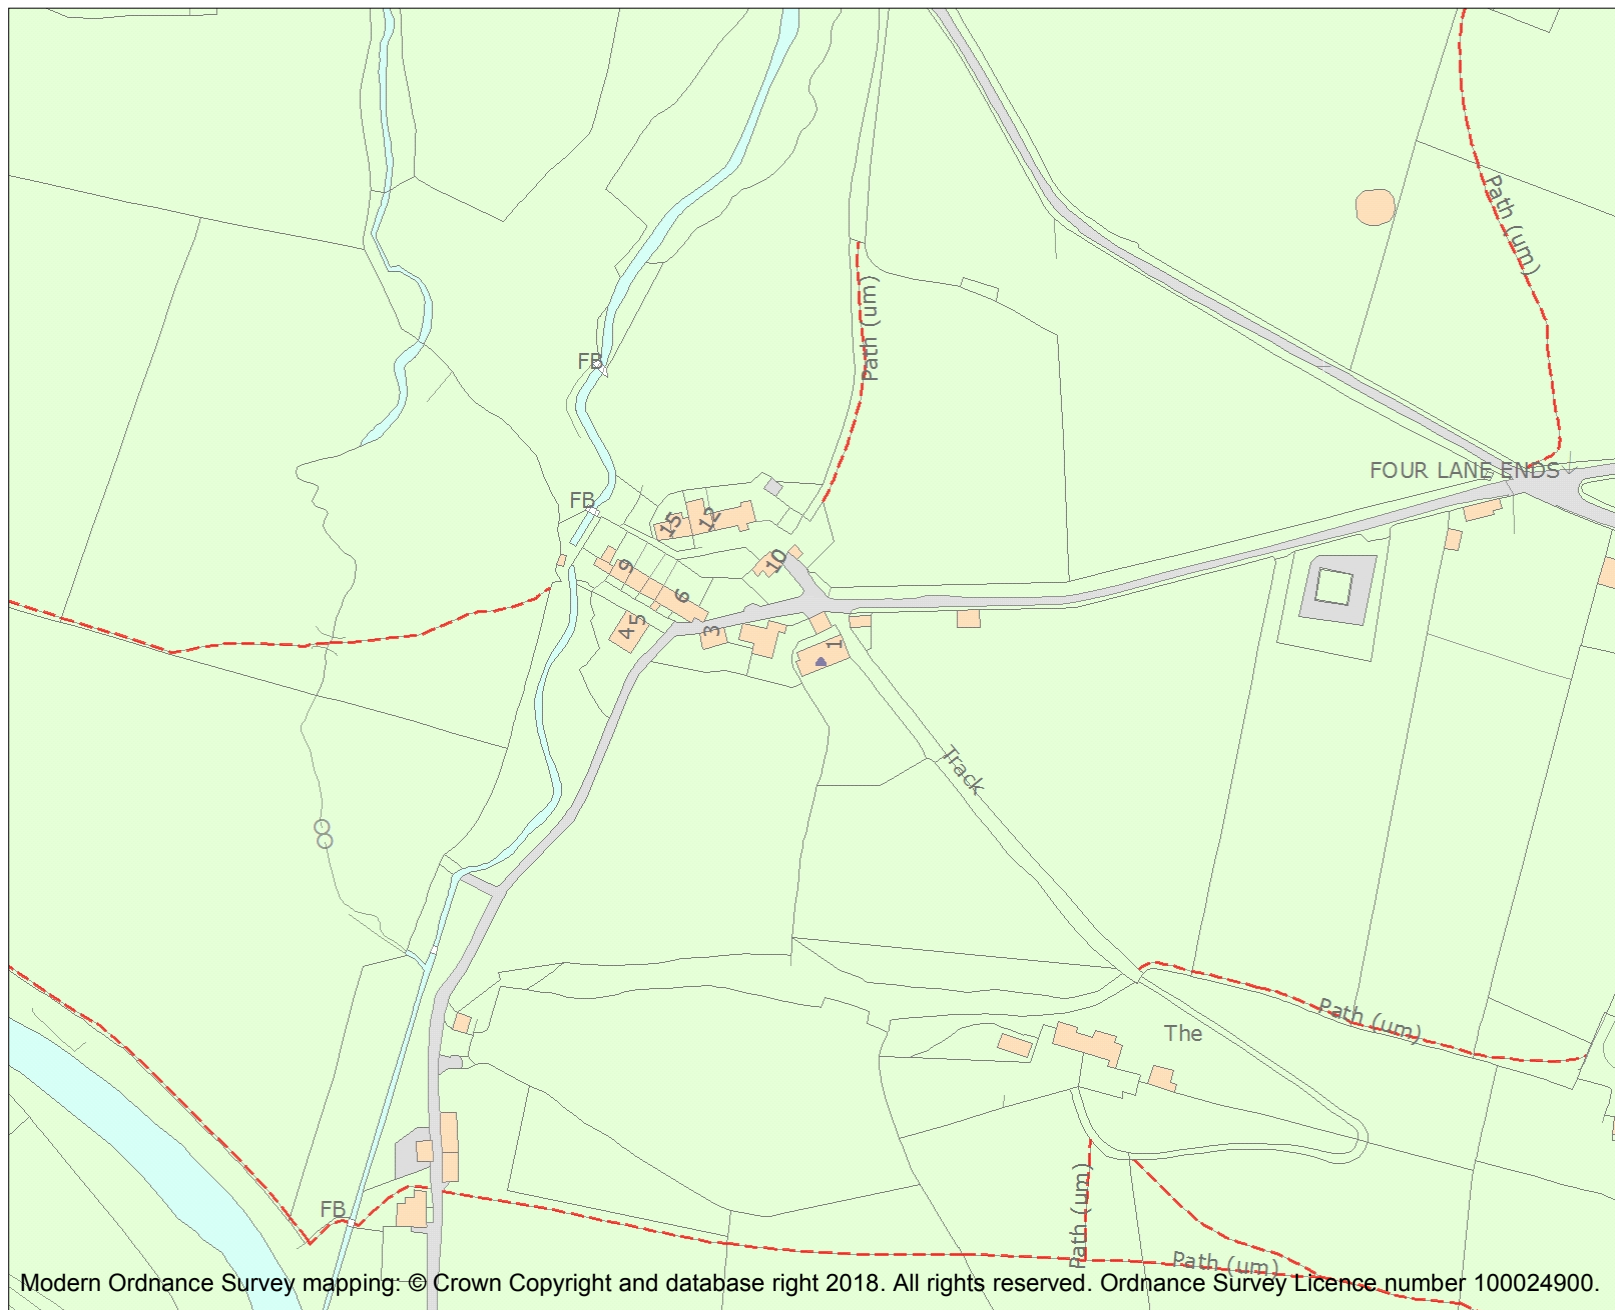 Path (um)
Path (um)
FB
FOUR LANE ENDS
FB
15
12
10
9
6
5
4
3
1
Track
Path (um)
The
Path (um)
FB
Path (um)
Modern Ordnance Survey mapping: © Crown Copyright and database right 2018. All rights reserved. Ordnance Survey Licence number 100024900.